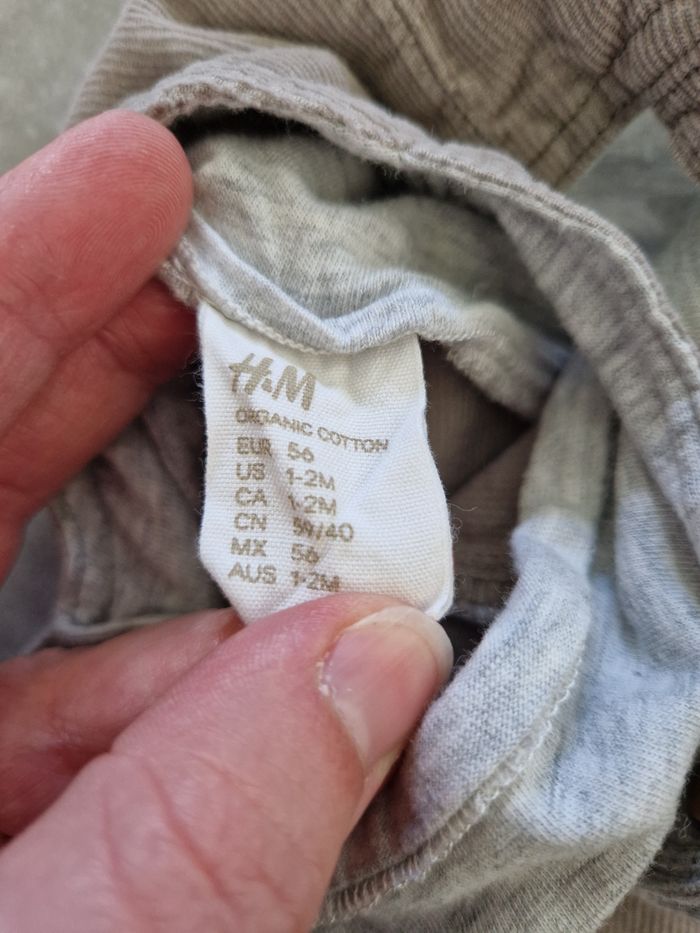 H&M
ORGANIC COTTON
EUR 56
US 1-2M
CA 1-2M
CN 59/40
MX 56
AUS 1-2M